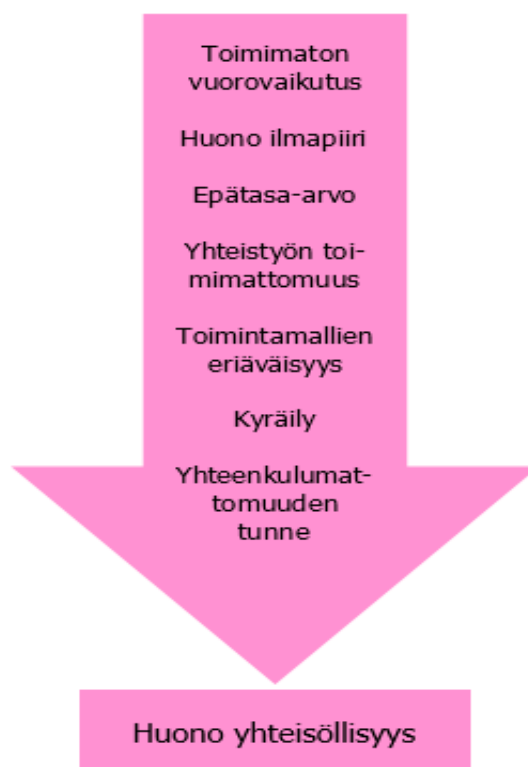 Toimimaton
vuorovaikutus
Huono ilmapiiri
Epätasa-arvo
Yhteistyön toi-
mimattomuus
Toimintamallien
eriäväisyys
Kyräily
Yhteenkulumat-
tomuuden
tunne
Huono yhteisöllisyys